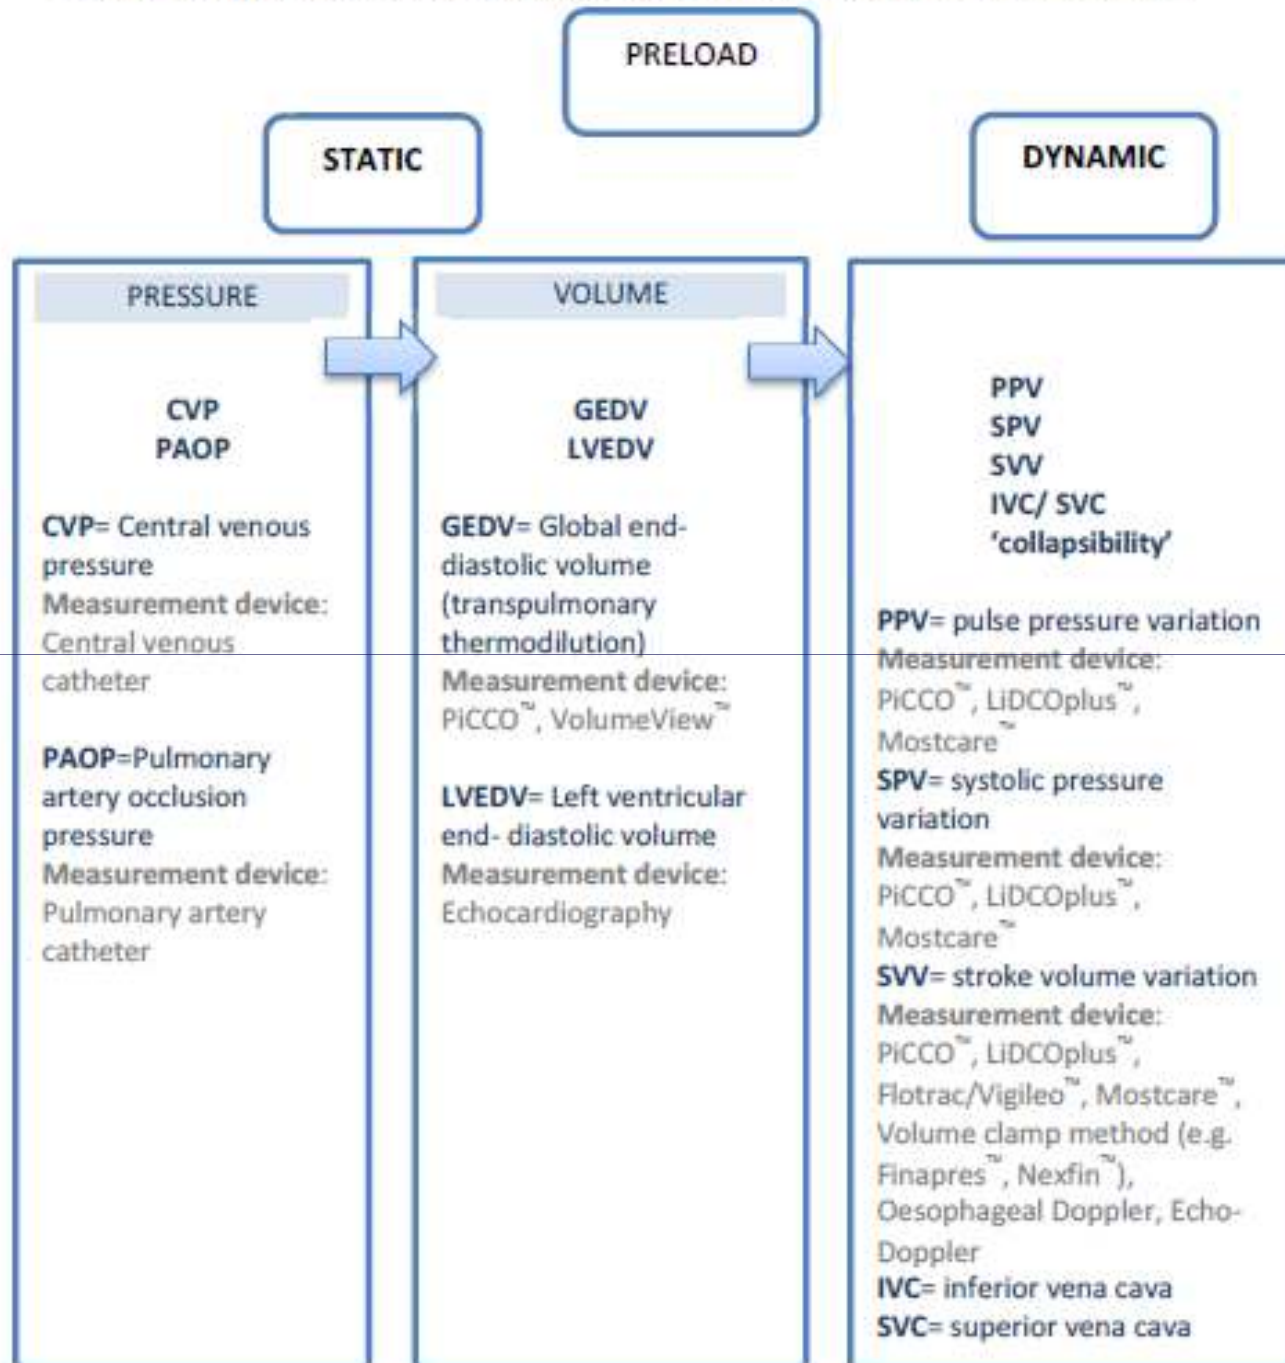 PRELOAD
STATIC
DYNAMIC
PRESSURE
CVP
PAOP
CVP= Central venous
pressure
Measurement device:
Central venous
catheter
PAOP=Pulmonary
artery occlusion
pressure
Measurement device:
Pulmonary artery
catheter
VOLUME
GEDV
LVEDV
GEDV= Global end-
diastolic volume
(transpulmonary
thermodilution)
Measurement device:
PiCCO™, VolumeView™
LVEDV= Left ventricular
end- diastolic volume
Measurement device:
Echocardiography
PPV
SPV
SVV
IVC/ SVC
‘collapsibility’
PPV= pulse pressure variation
Measurement device:
PiCCO™, LiDCOplus™,
Mostcare™
SPV= systolic pressure
variation
Measurement device:
PiCCO™, LiDCOplus™,
Mostcare™
SVV= stroke volume variation
Measurement device:
PiCCO™, LiDCOplus™,
Flotrac/Vigileo™, Mostcare™,
Volume clamp method (e.g.
Finapres™, Nexfin™),
Oesophageal Doppler, Echo-
Doppler
IVC= inferior vena cava
SVC= superior vena cava